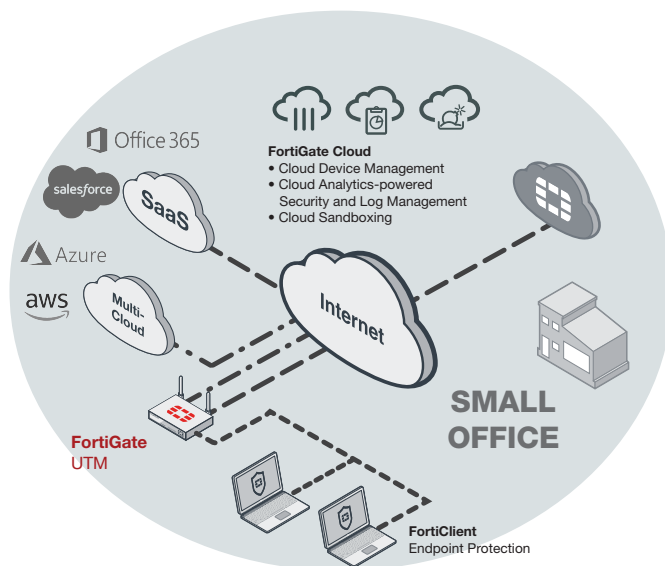 Office 365
salesforce
SaaS
Azure
aws
Multi-
Cloud
FortiGate Cloud
• Cloud Device Management
• Cloud Analytics-powered
Security and Log Management
• Cloud Sandboxing
Internet
SMALL
OFFICE
FortiGate
UTM
FortiClient
Endpoint Protection